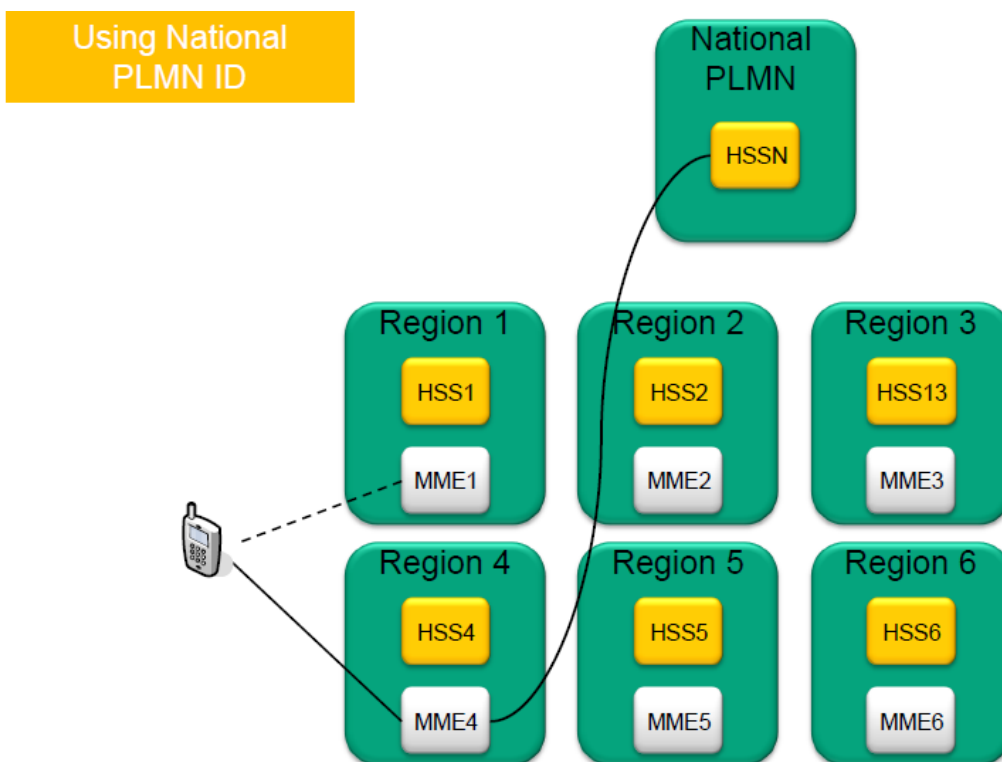 Using National
PLMN ID
National
PLMN
HSSN
Region 1
HSS1
MME1
Region 2
HSS2
MME2
Region 3
HSS13
MME3
Region 4
HSS4
MME4
Region 5
HSS5
MME5
Region 6
HSS6
MME6